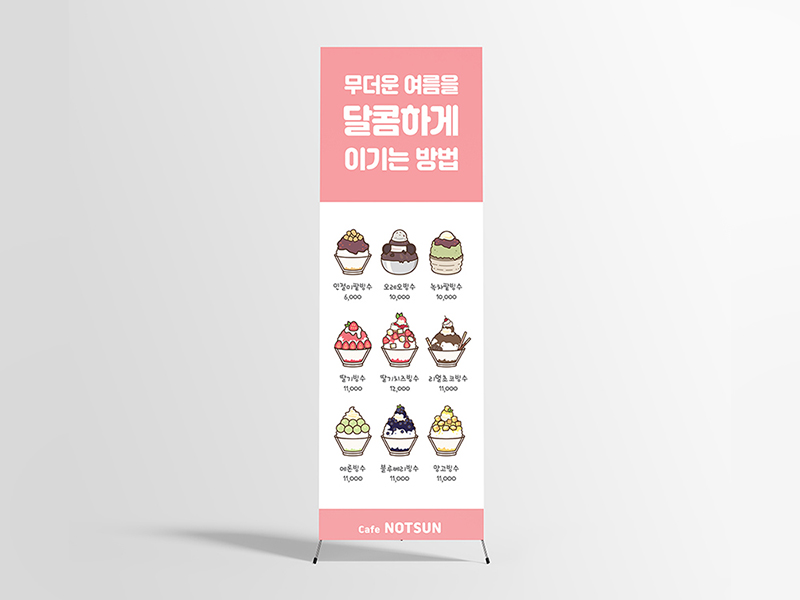 무더운 여름을
달콤하게
이기는 방법
인절미팥빙수 오레오빙수 녹차팥빙수
6,000 10,000 10,000
딸기빙수 딸기치즈빙수 리얼초코빙수
11,000 12,000 11,000
메론빙수 블루베리빙수 망고빙수
11,000 11,000 11,000
Cafe NOTSUN